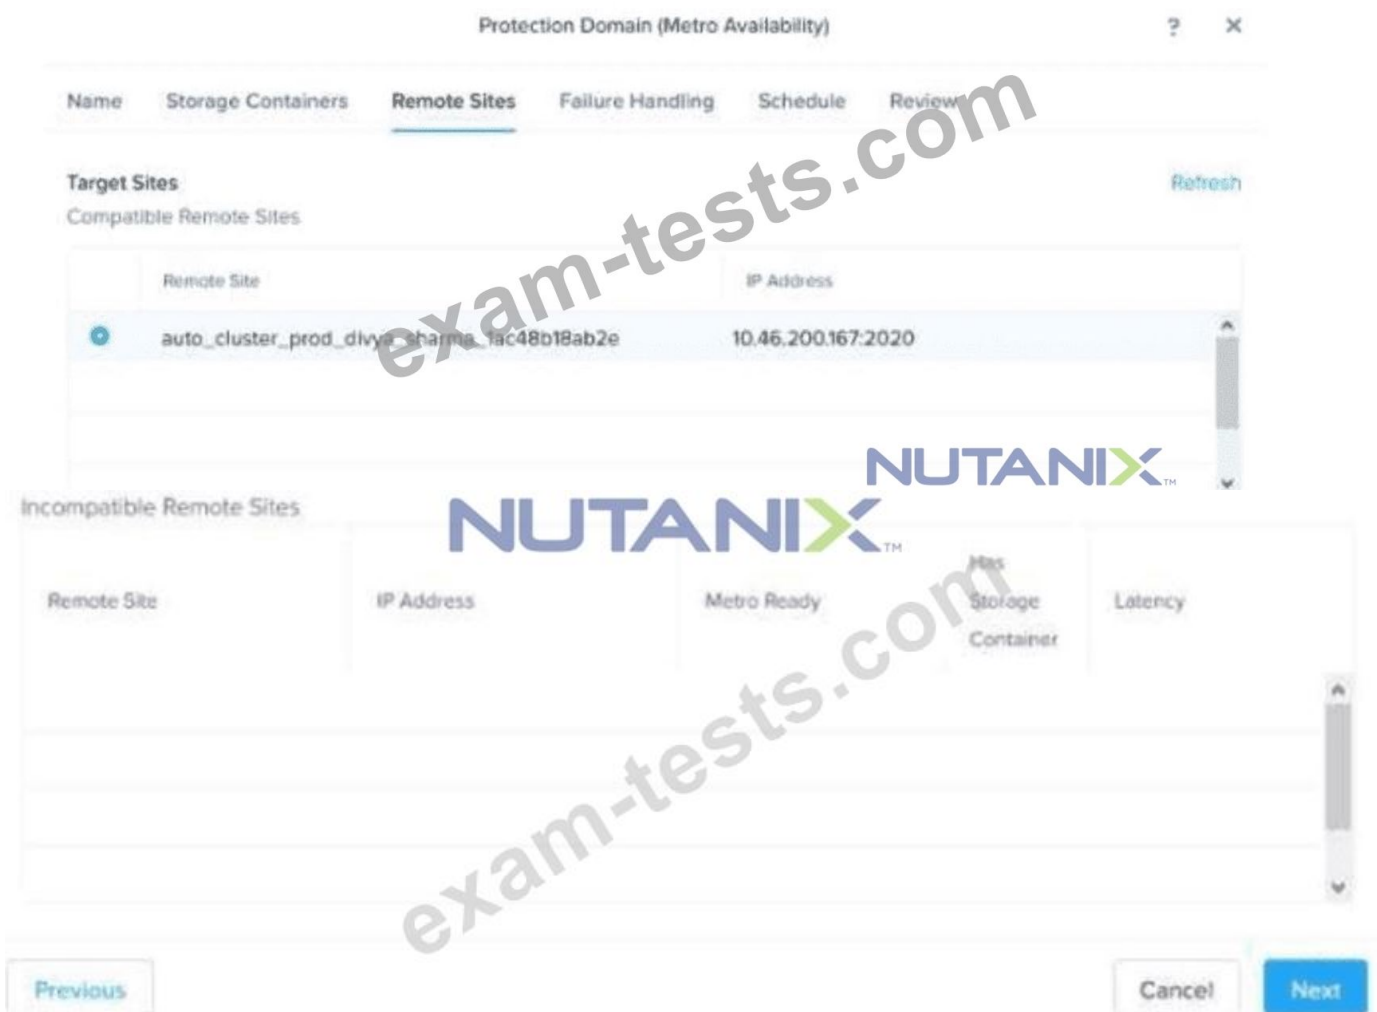 Protection Domain (Metro Availability) ? ×
Name Storage Containers Remote Sites Failure Handling Schedule Review
Target Sites Refresh
Compatible Remote Sites
Remote Site IP Address
auto_cluster_prod_divya_sharma_1ac48b18ab2e 10.46.200.167:2020
exam-tests.com
NUTANIX™
Incompatible Remote Sites
NUTANIX™
Remote Site IP Address Metro Ready Has Storage Container Latency
exam-tests.com
Previous Cancel Next